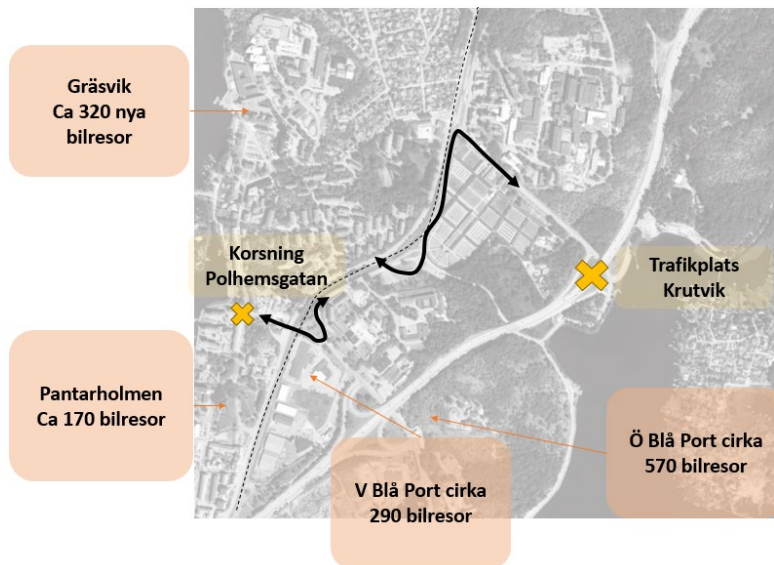 Gräsvik
Ca 320 nya
bilresor
Korsning
Polhemsgatan
Trafikplats
Krutvik
Pantarholmen
Ca 170 bilresor
V Blå Port cirka
290 bilresor
Ö Blå Port cirka
570 bilresor